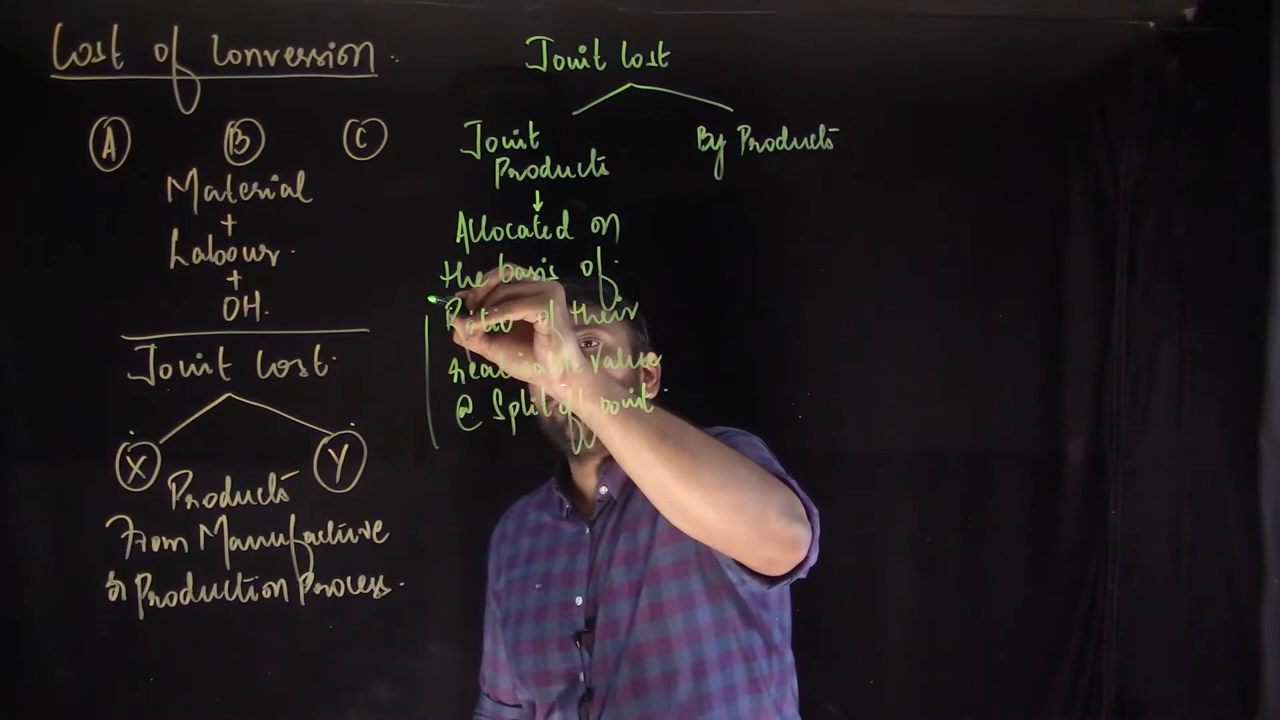 Cost of Conversion.
A B C
Material
+
Labour.
+
OH.
Joint Cost.
X Y
Products
From Manufacture
& Production Process.
Joint Cost
Joint
Products
By Products
↓
Allocated on
the basis of
Ratio of their
realisable value
@ Split off point.